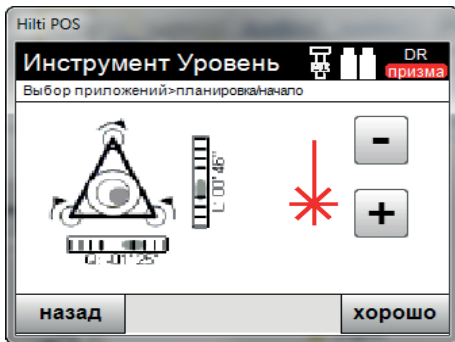 Hilti POS
Инструмент Уровень
DR
призма
Выбор приложений>планировка/начало
L: 00'46"
Q: -01'25"
-
+
назад
хорошо